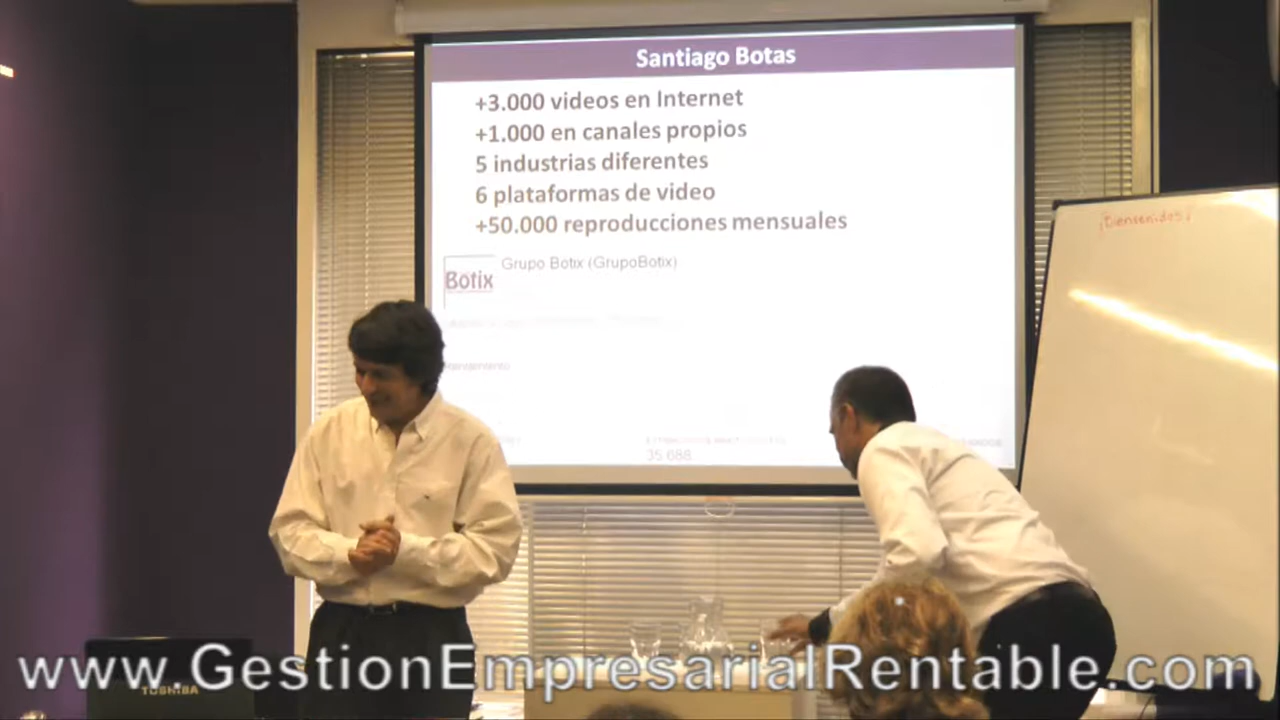 Santiago Botas
+3.000 videos en Internet
+1.000 en canales propios
5 industrias diferentes
6 plataformas de video
+50.000 reproducciones mensuales
Botix
Grupo Botix (GrupoBotix)
35.688
¡Bienvenidos!
TOSHIBA
www.GestionEmpresarialRentable.com